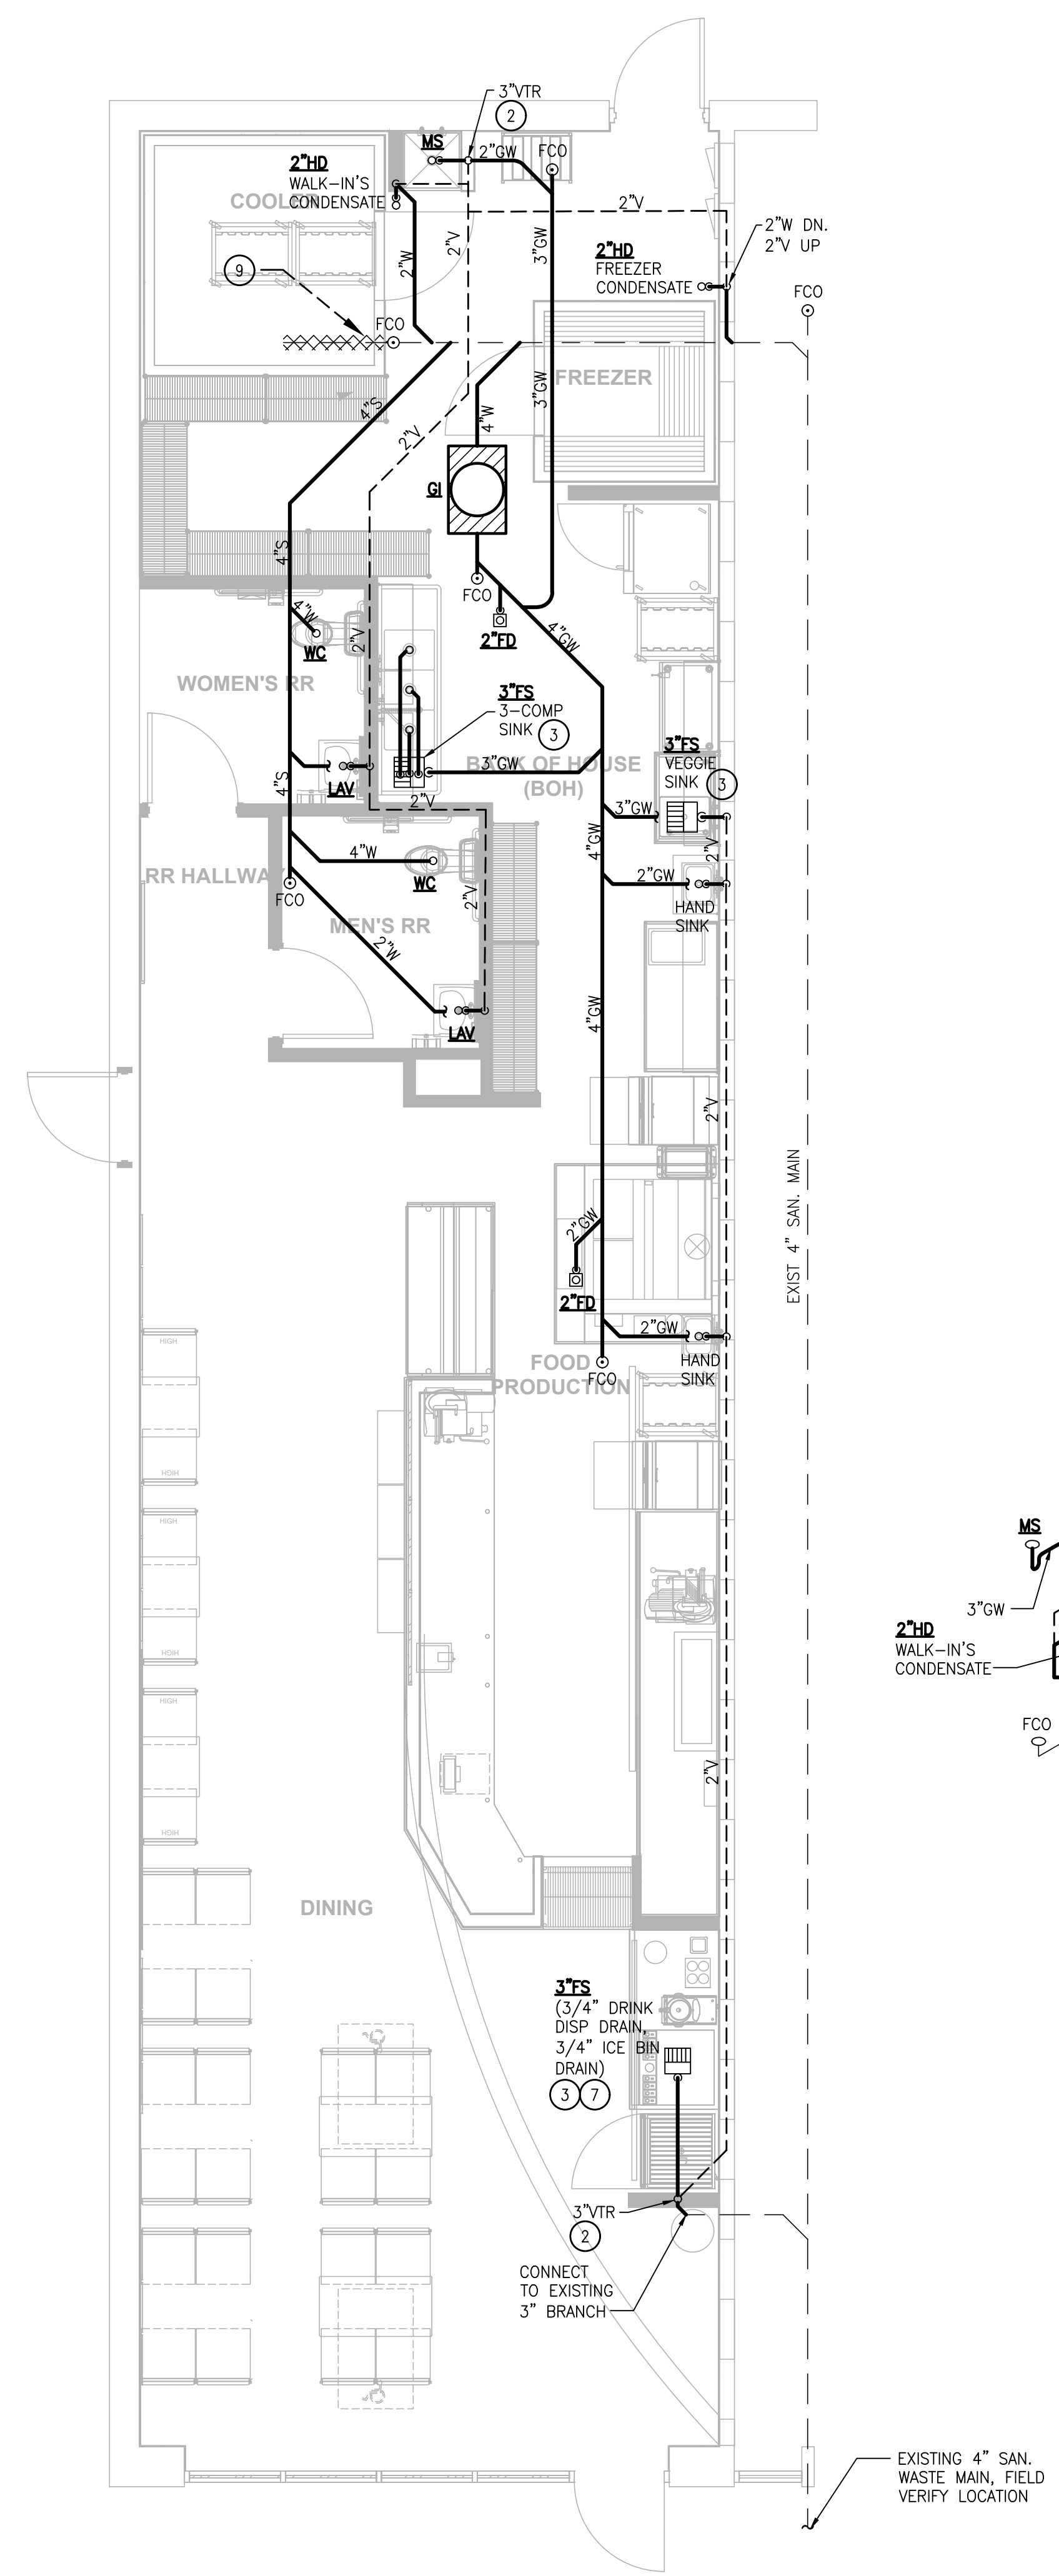 3"VTR
2
MS
2"GW
FCO
2"HD
WALK-IN'S
CONDENSATE
COOLER
2"V
2"W
3"GW
2"V
2"W DN.
2"V UP
2"HD
FREEZER
CONDENSATE
FCO
9
FCO
FREEZER
4"S
2"V
4"W
3"GW
GI
4"S
FCO
2"FD
4"GW
4"W
WC
2"V
WOMEN'S RR
3"FS
3-COMP
SINK
3
BACK OF HOUSE
(BOH)
3"GW
3"FS
VEGGIE
SINK
3
4"S
LAV
2"V
3"GW
2"V
4"GW
RR HALLWAY
4"W
WC
2"V
2"GW
HAND
SINK
FCO
MEN'S RR
2"W
LAV
4"GW
2"V
EXIST 4" SAN. MAIN
2"GW
2"FD
2"GW
HAND
SINK
FCO
FOOD
PRODUCTION
HIGH
HIGH
HIGH
HIGH
HIGH
HIGH
MS
3"GW
2"HD
WALK-IN'S
CONDENSATE
FCO
2"V
DINING
3"FS
(3/4" DRINK
DISP DRAIN,
3/4" ICE BIN
DRAIN)
3
7
3"VTR
2
CONNECT
TO EXISTING
3" BRANCH
EXISTING 4" SAN.
WASTE MAIN, FIELD
VERIFY LOCATION